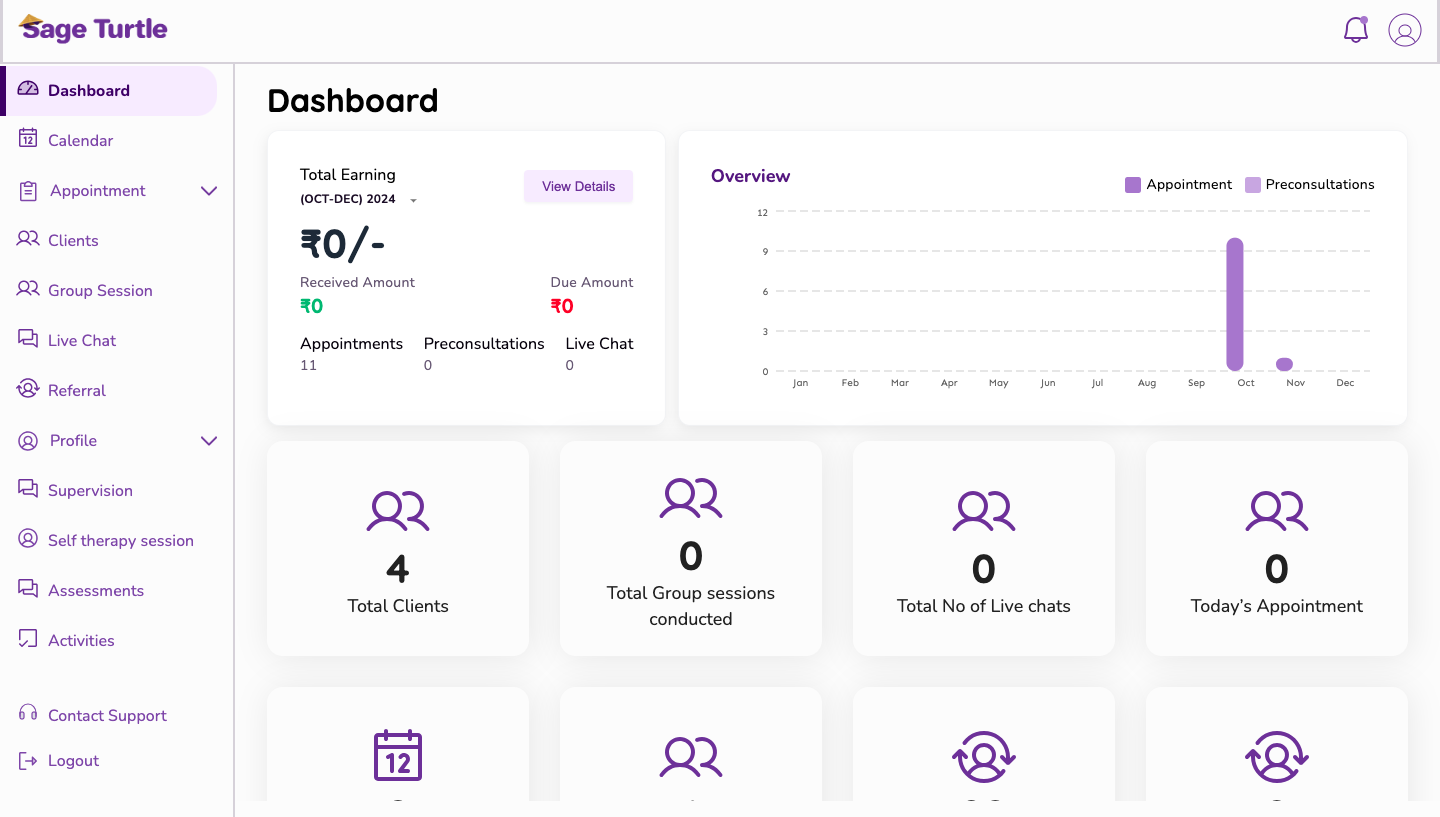 Sage Turtle
Dashboard
Calendar
Appointment
Clients
Group Session
Live Chat
Referral
Profile
Supervision
Self therapy session
Assessments
Activities
Contact Support
Logout
Dashboard
Total Earning
View Details
(OCT-DEC) 2024
₹0/-
Received Amount Due Amount
₹0 ₹0
Appointments Preconsultations Live Chat
11 0 0
Overview
Appointment Preconsultations
12
9
6
3
0
Jan Feb Mar Apr May Jun Jul Aug Sep Oct Nov Dec
4
Total Clients
0
Total Group sessions
conducted
0
Total No of Live chats
0
Today's Appointment
12